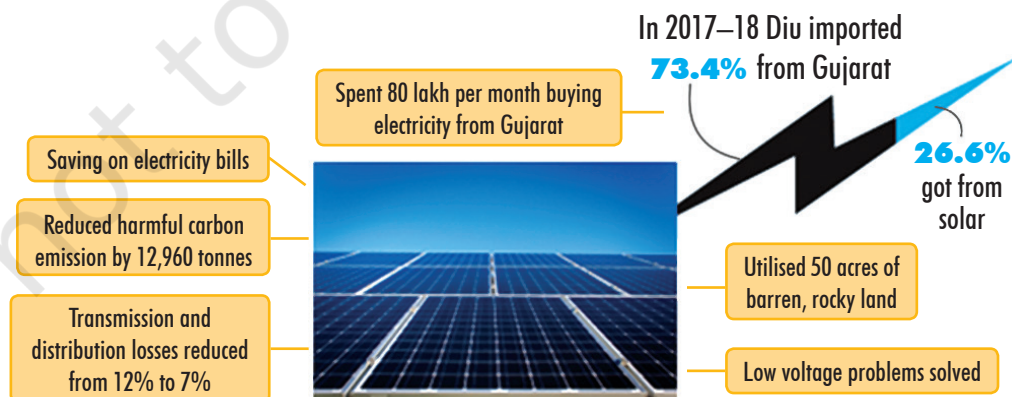 In 2017–18 Diu imported
73.4% from Gujarat
Spent 80 lakh per month buying
electricity from Gujarat
26.6%
got from
solar
Saving on electricity bills
Reduced harmful carbon
emission by 12,960 tonnes
Transmission and
distribution losses reduced
from 12% to 7%
Utilised 50 acres of
barren, rocky land
Low voltage problems solved
not to